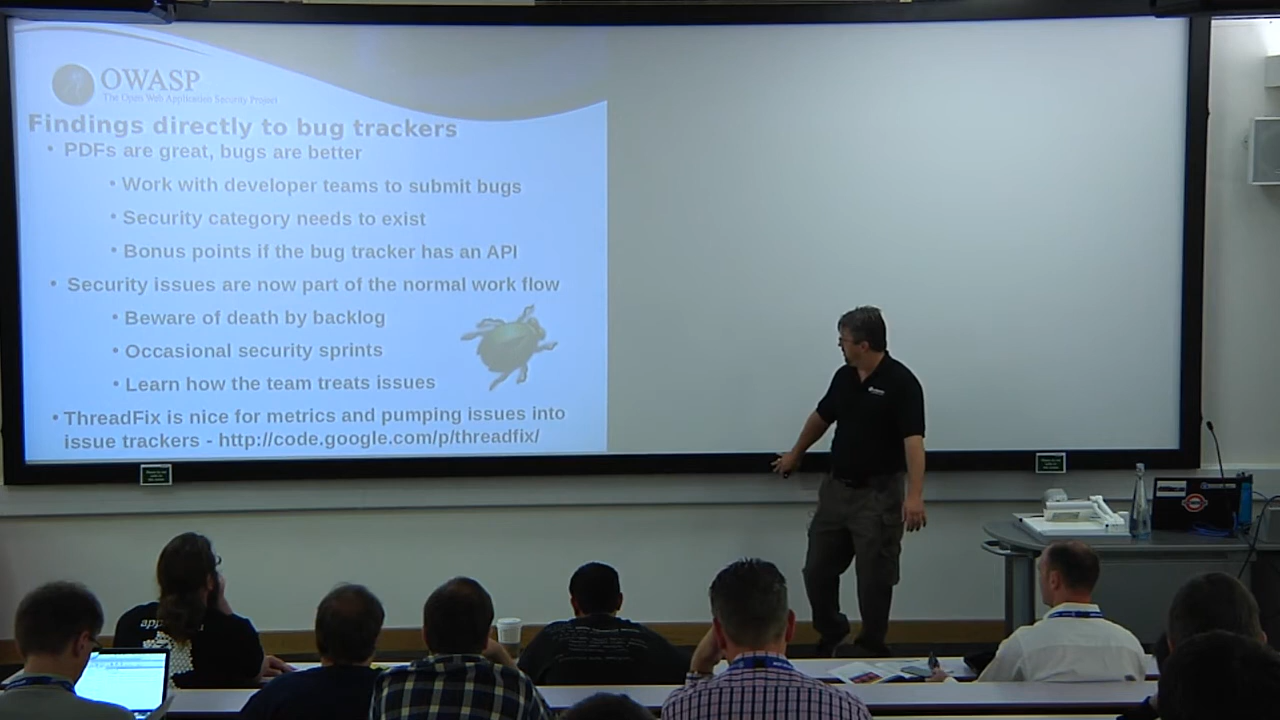 OWASP
The Open Web Application Security Project
Findings directly to bug trackers
• PDFs are great, bugs are better
• Work with developer teams to submit bugs
• Security category needs to exist
• Bonus points if the bug tracker has an API
• Security issues are now part of the normal work flow
• Beware of death by backlog
• Occasional security sprints
• Learn how the team treats issues
• ThreadFix is nice for metrics and pumping issues into
issue trackers - http://code.google.com/p/threadfix/